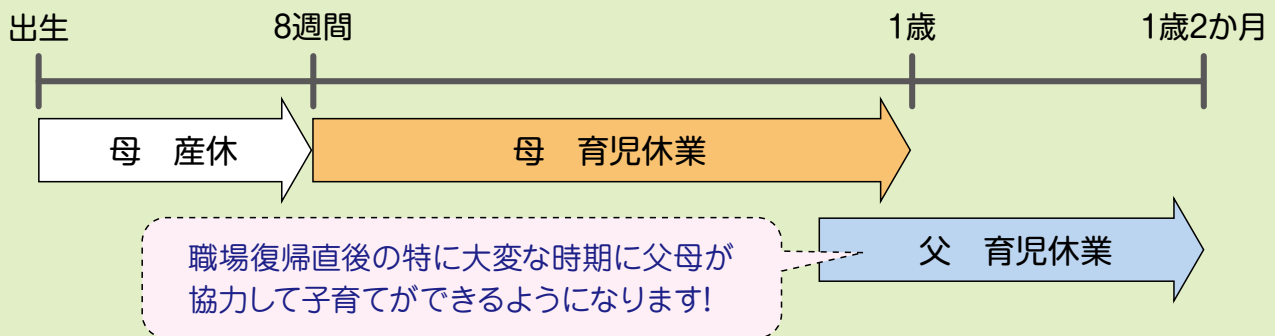 出生
8週間
1歳
1歳2か月
母 産休
母 育児休業
職場復帰直後の特に大変な時期に父母が
協力して子育てができるようになります!
父 育児休業